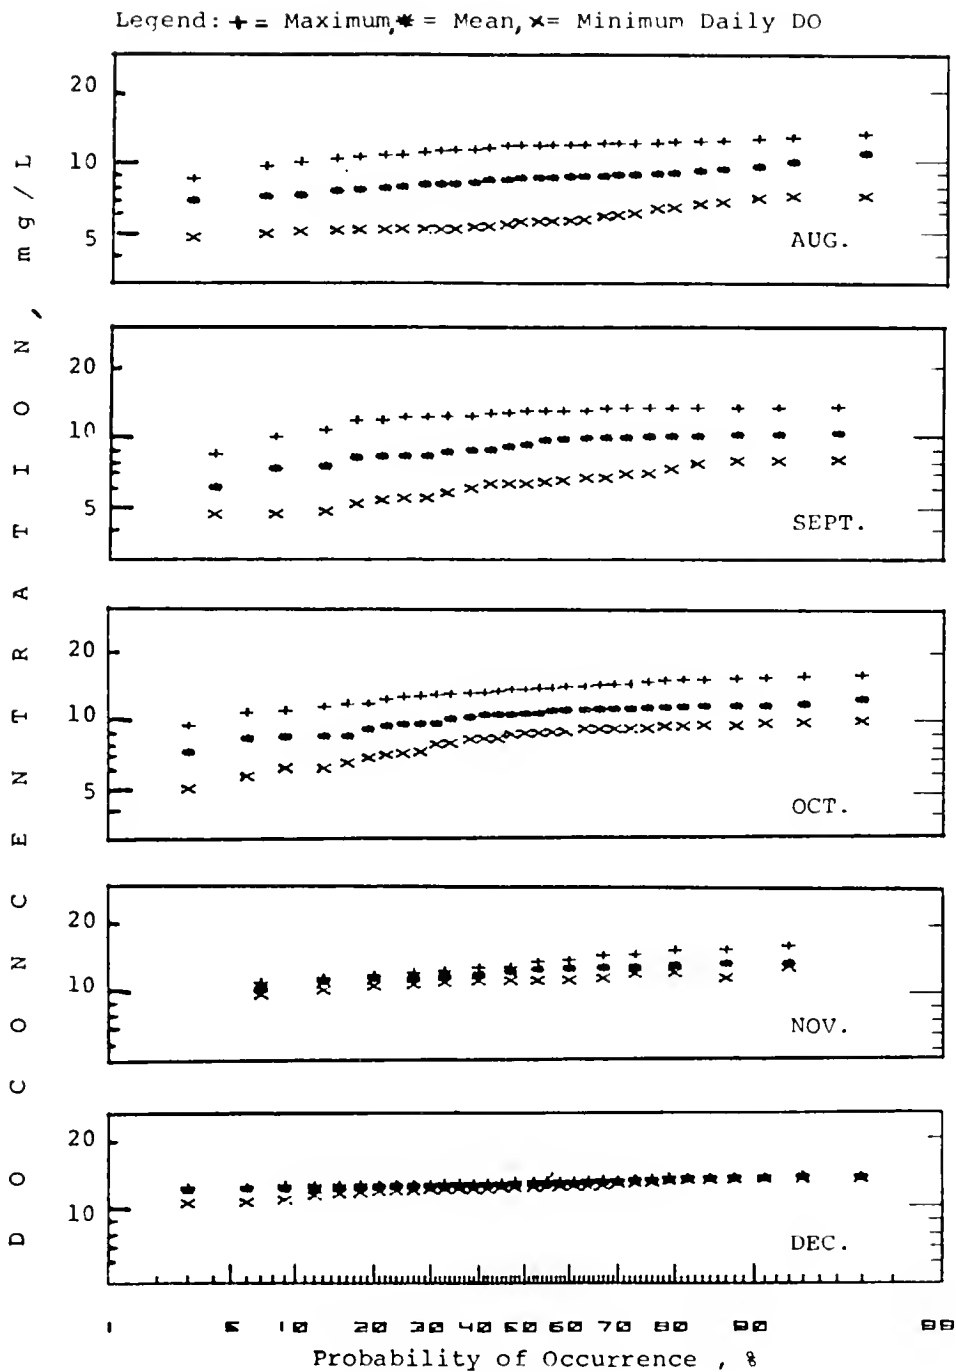 Legend: + = Maximum, * = Mean, × = Minimum Daily DO
DO CONCENTRATION, mg/L
20
10
5
AUG.
20
10
5
SEPT.
20
10
5
OCT.
20
10
NOV.
20
10
DEC.
1 5 10 20 30 40 50 60 70 80 90 99
Probability of Occurrence , %